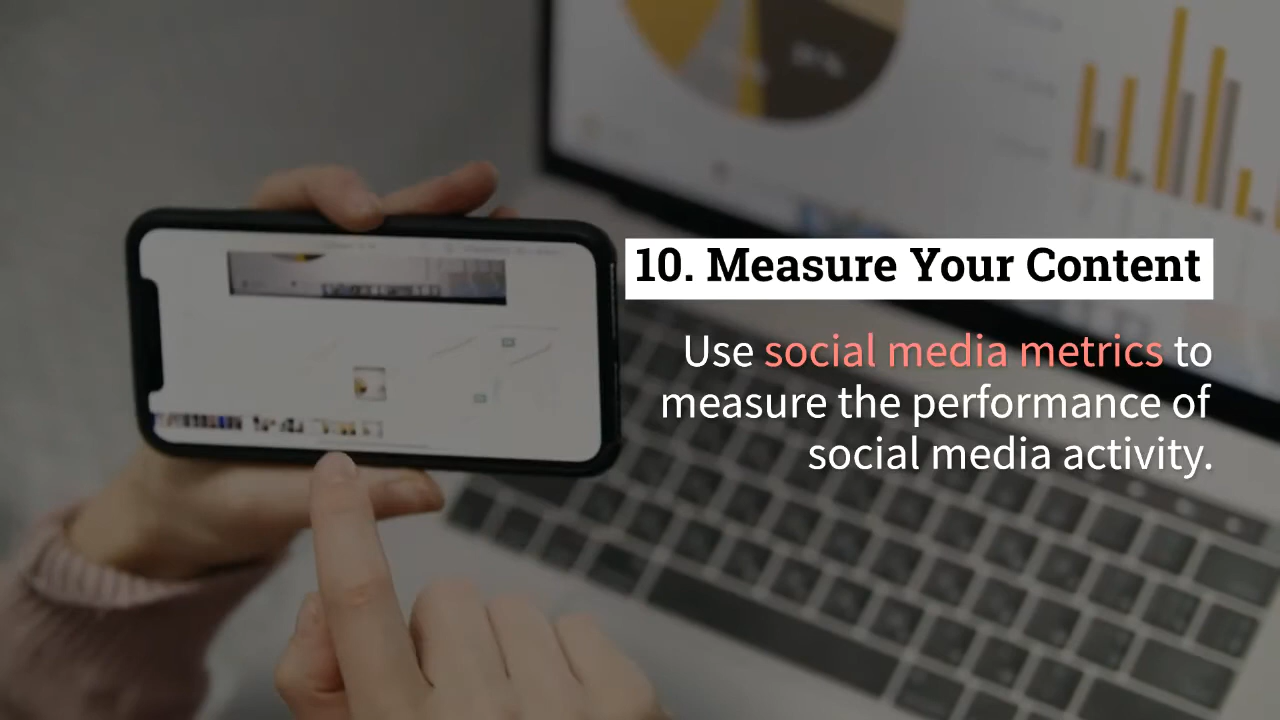 10. Measure Your Content
Use social media metrics to
measure the performance of
social media activity.